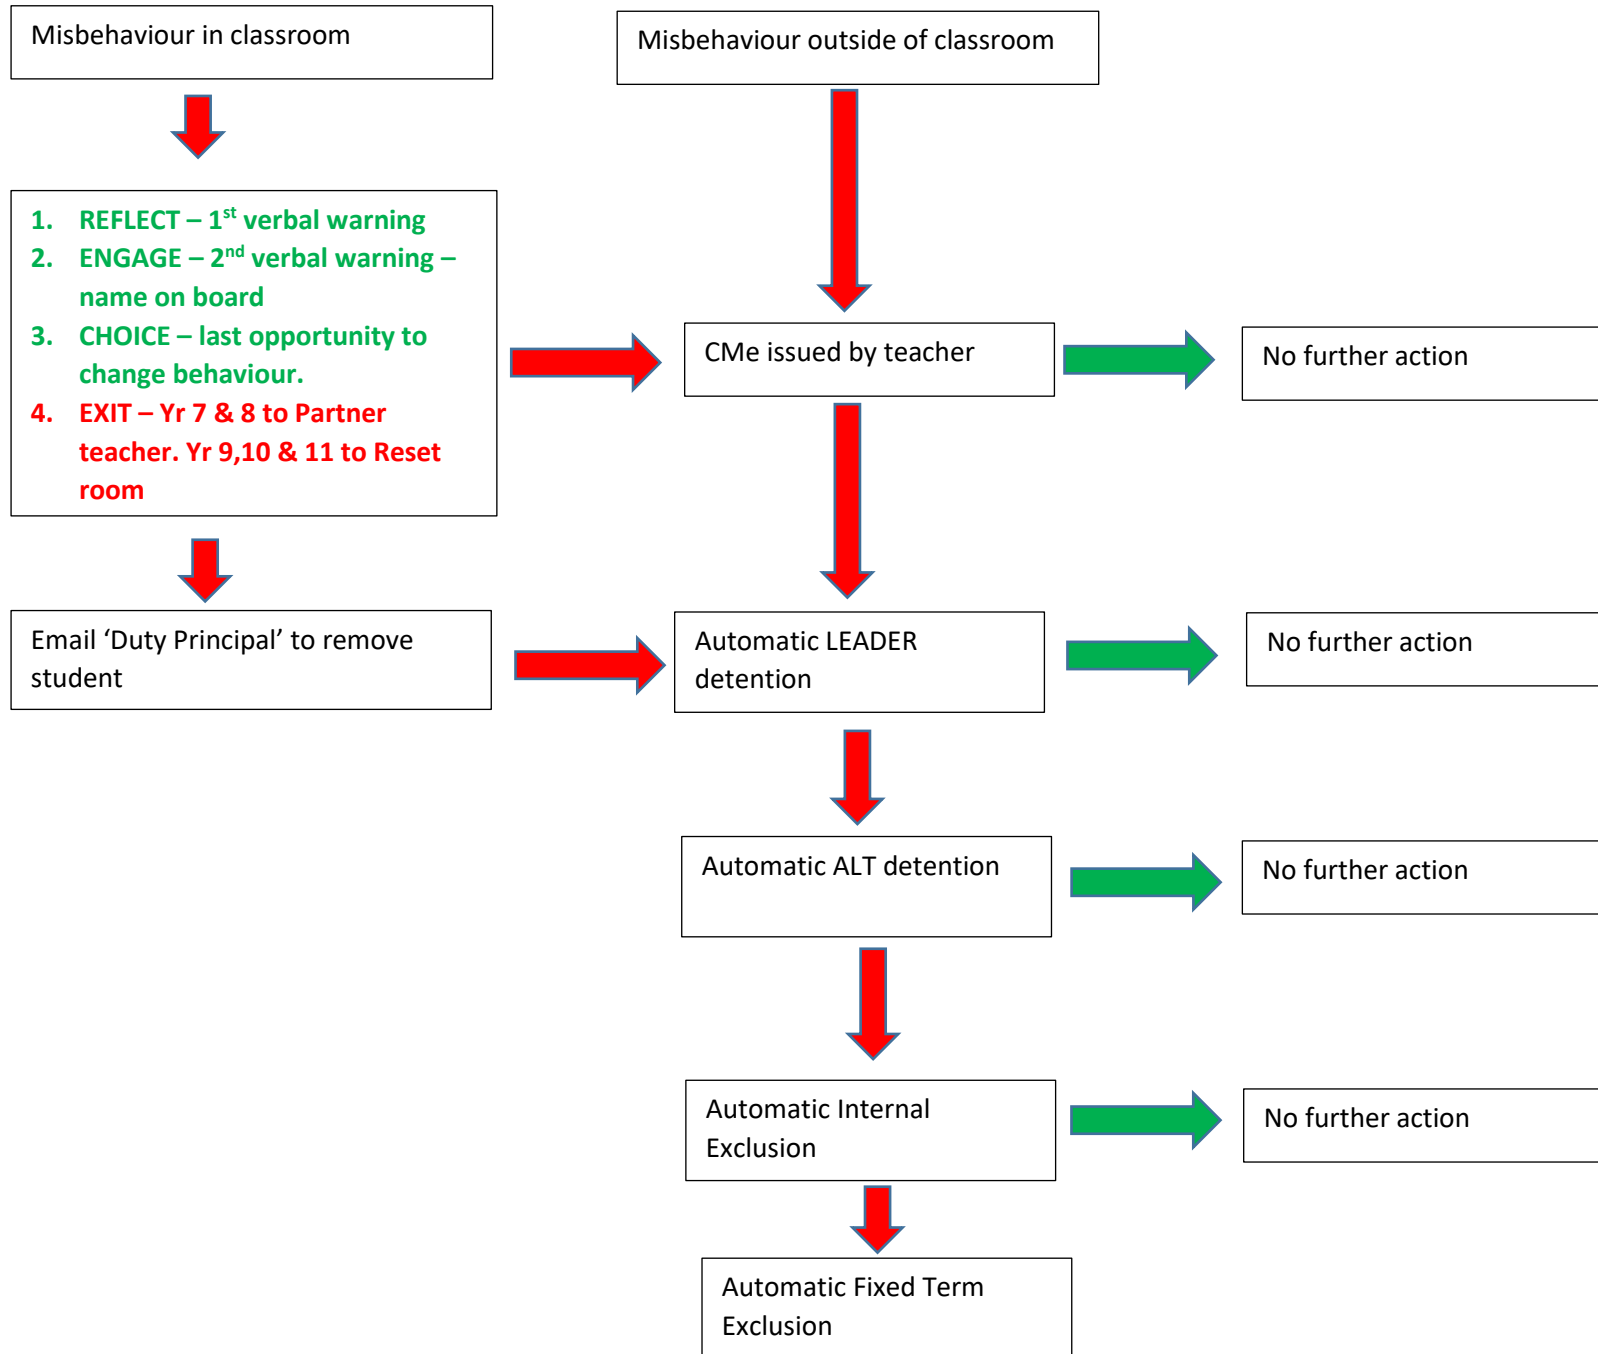 Misbehaviour in classroom
Misbehaviour outside of classroom
1. REFLECT – 1st verbal warning
2. ENGAGE – 2nd verbal warning –
name on board
3. CHOICE – last opportunity to
change behaviour.
4. EXIT – Yr 7 & 8 to Partner
teacher. Yr 9,10 & 11 to Reset
room
CMe issued by teacher
No further action
Email ‘Duty Principal’ to remove
student
Automatic LEADER
detention
No further action
Automatic ALT detention
No further action
Automatic Internal
Exclusion
No further action
Automatic Fixed Term
Exclusion